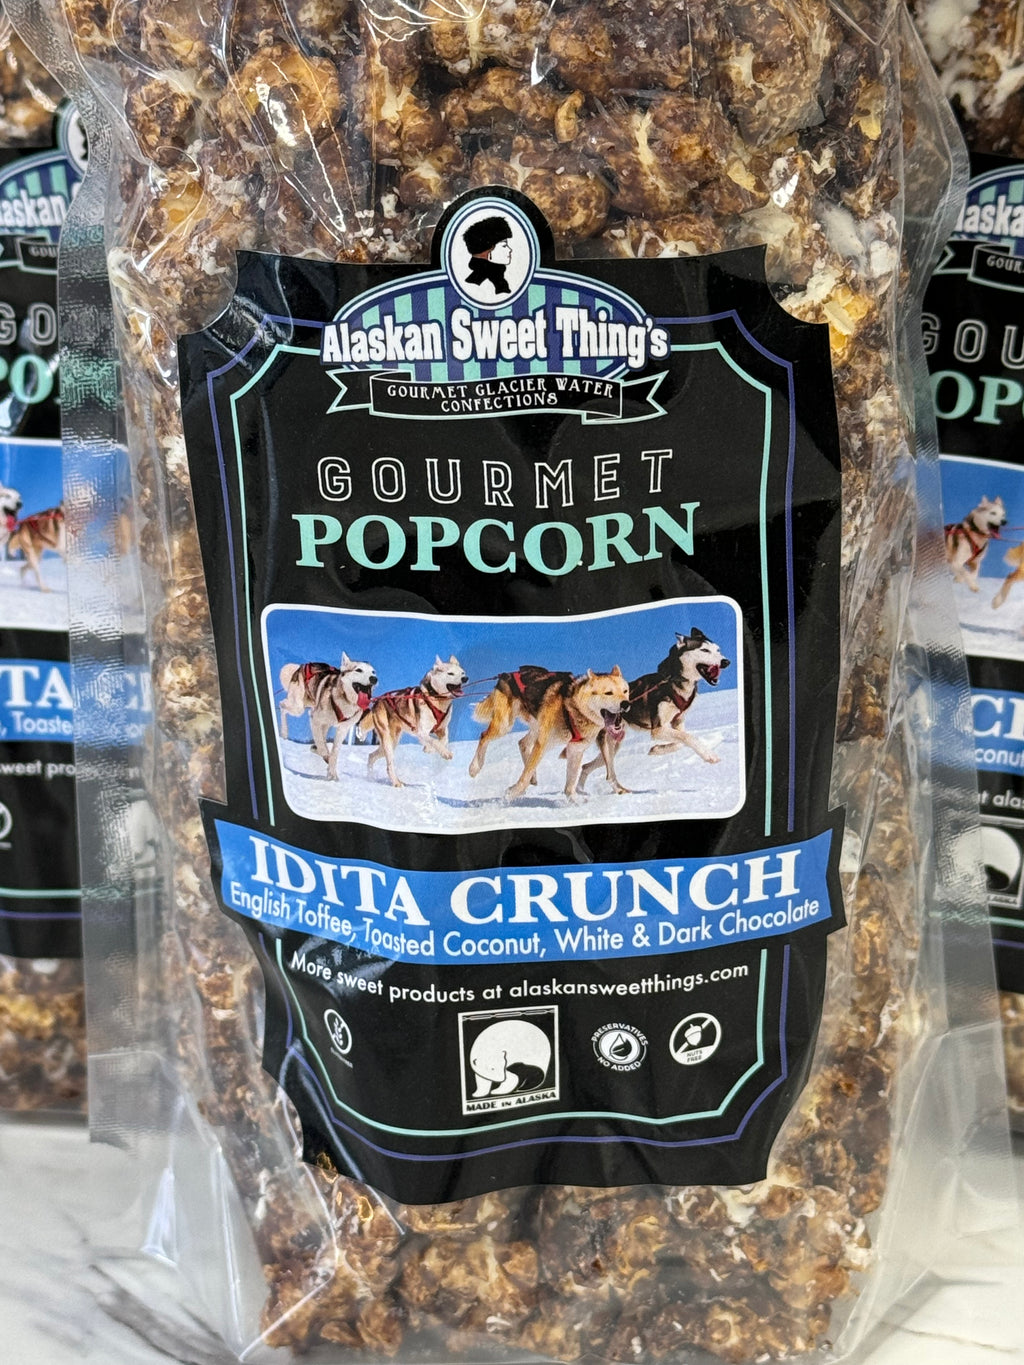 Alaskan Sweet Thing's
GOURMET GLACIER WATER
CONFECTIONS
GOURMET
POPCORN
IDITA CRUNCH
English Toffee, Toasted Coconut, White & Dark Chocolate
More sweet products at alaskansweetthings.com
PRESERVATIVES
NO ADDED
NUTS
FREE
MADE IN ALASKA